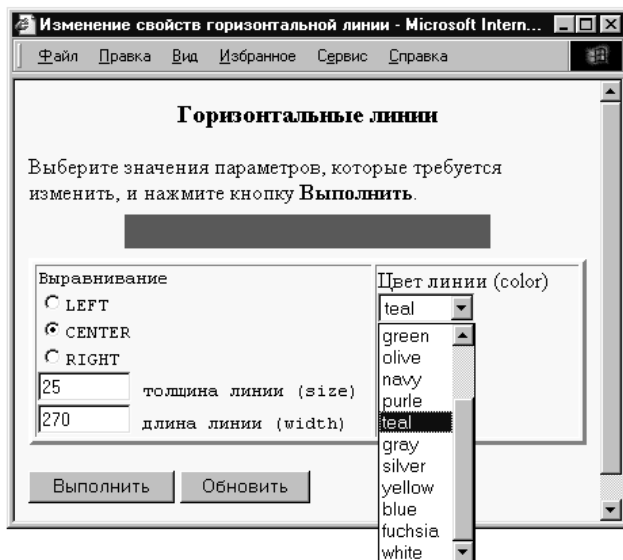 Изменение свойств горизонтальной линии - Microsoft Intern...
Файл Правка Вид Избранное Сервис Справка
Горизонтальные линии
Выберите значения параметров, которые требуется
изменить, и нажмите кнопку Выполнить.
Выравнивание
LEFT
CENTER
RIGHT
25 толщина линии (size)
270 длина линии (width)
Цвет линии (color)
teal
green
olive
navy
purle
teal
gray
silver
yellow
blue
fuchsia
white
Выполнить Обновить